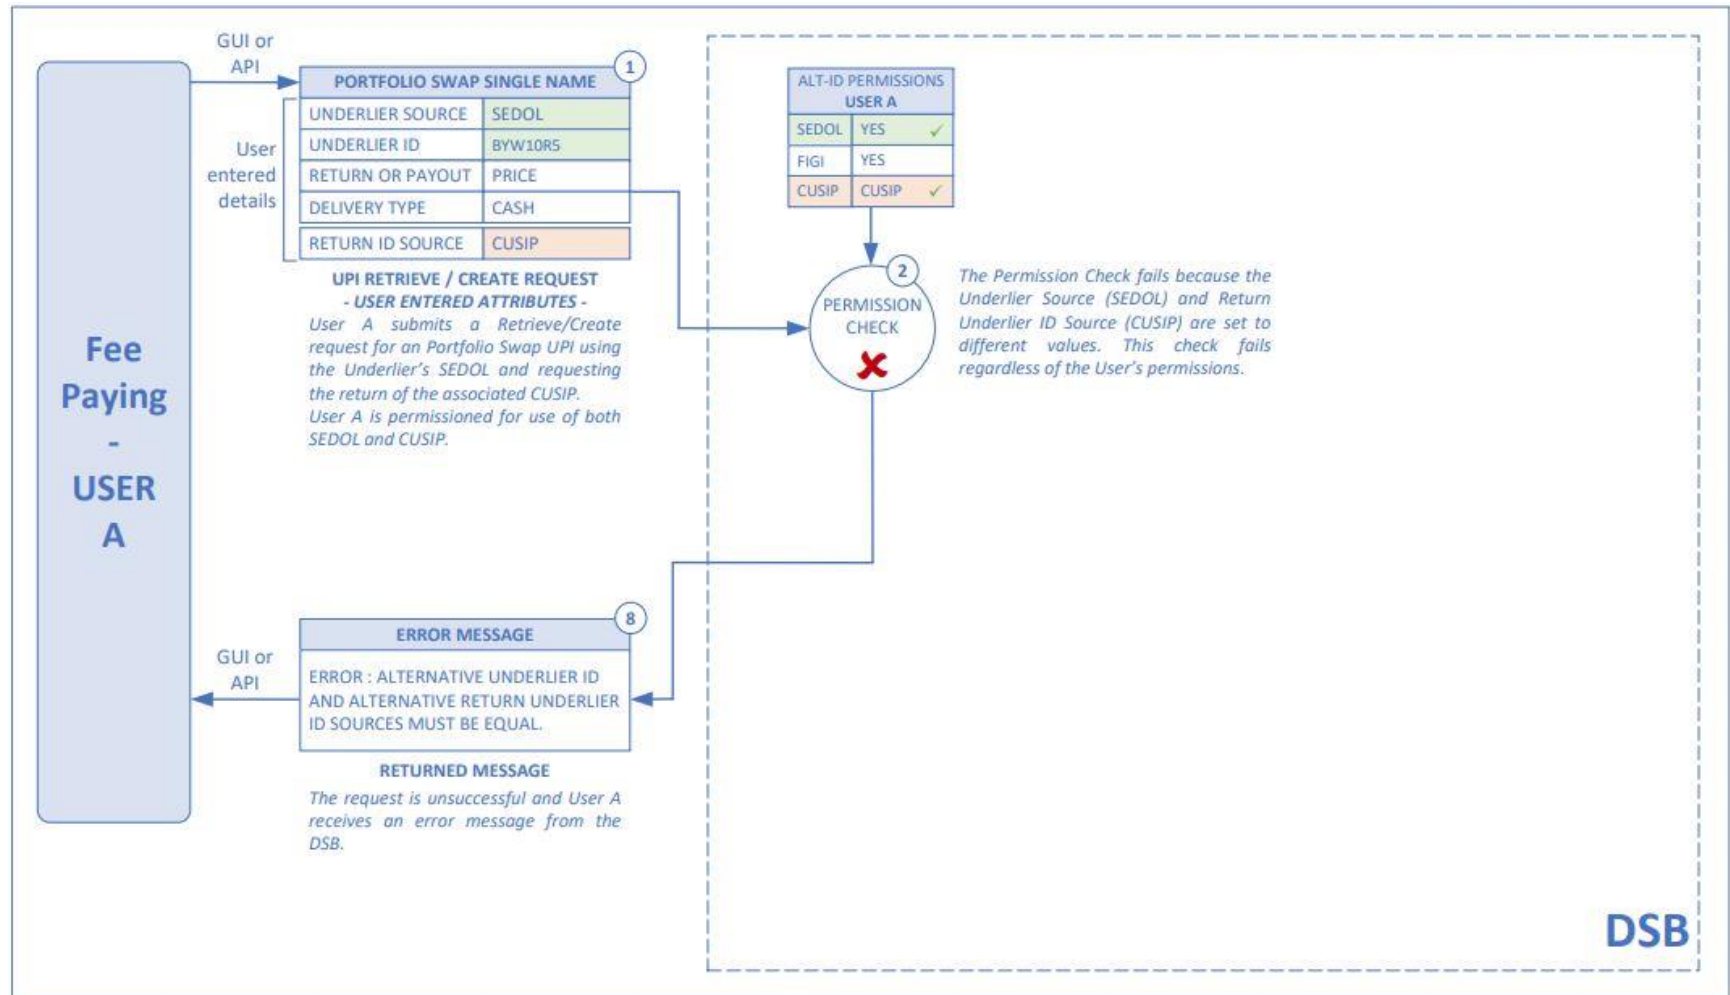 GUI or
API
Fee
Paying
-
USER
A
1
PORTFOLIO SWAP SINGLE NAME
User
entered
details
UNDERLIER SOURCE SEDOL
UNDERLIER ID BYW10R5
RETURN OR PAYOUT PRICE
DELIVERY TYPE CASH
RETURN ID SOURCE CUSIP
UPI RETRIEVE / CREATE REQUEST
- USER ENTERED ATTRIBUTES -
User A submits a Retrieve/Create
request for an Portfolio Swap UPI using
the Underlier's SEDOL and requesting
the return of the associated CUSIP.
User A is permissioned for use of both
SEDOL and CUSIP.
ALT-ID PERMISSIONS
USER A
SEDOL YES ✓
FIGI YES
CUSIP CUSIP ✓
2
PERMISSION
CHECK
The Permission Check fails because the
Underlier Source (SEDOL) and Return
Underlier ID Source (CUSIP) are set to
different values. This check fails
regardless of the User's permissions.
8
ERROR MESSAGE
GUI or
API
ERROR : ALTERNATIVE UNDERLIER ID
AND ALTERNATIVE RETURN UNDERLIER
ID SOURCES MUST BE EQUAL.
RETURNED MESSAGE
The request is unsuccessful and User A
receives an error message from the
DSB.
DSB